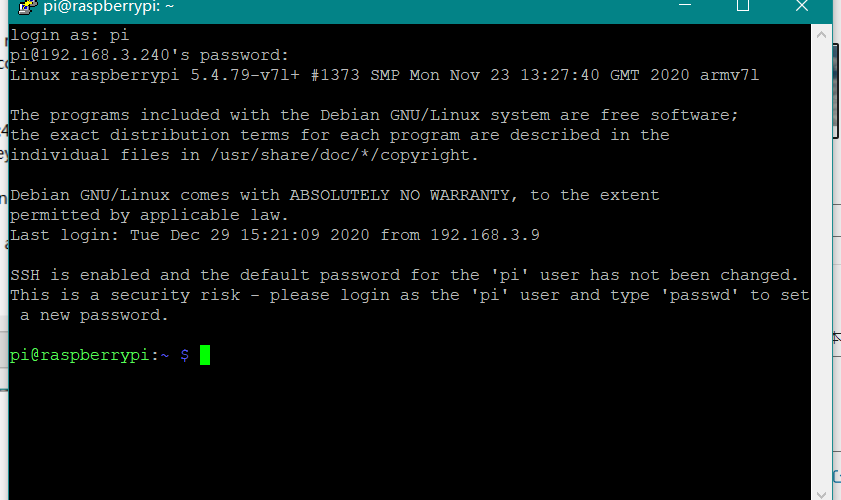 pi@raspberrypi: ~
login as: pi
pi@192.168.3.240's password:
Linux raspberrypi 5.4.79-v7l+ #1373 SMP Mon Nov 23 13:27:40 GMT 2020 armv7l
The programs included with the Debian GNU/Linux system are free software;
the exact distribution terms for each program are described in the
individual files in /usr/share/doc/*/copyright.
Debian GNU/Linux comes with ABSOLUTELY NO WARRANTY, to the extent
permitted by applicable law.
Last login: Tue Dec 29 15:21:09 2020 from 192.168.3.9
SSH is enabled and the default password for the 'pi' user has not been changed.
This is a security risk - please login as the 'pi' user and type 'passwd' to set
 a new password.
pi@raspberrypi:~ $